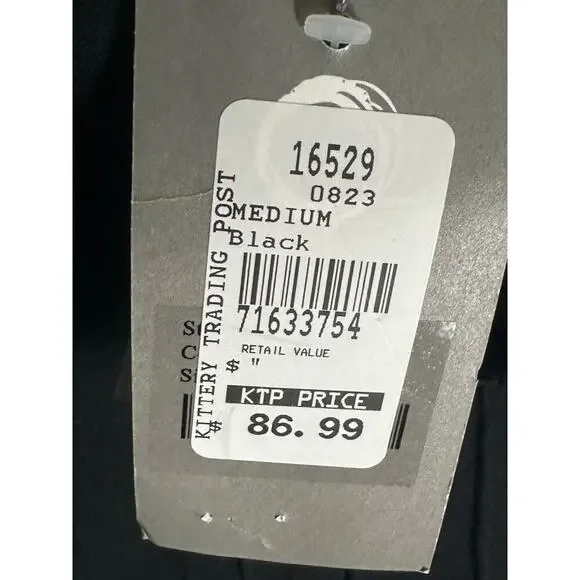 16529
0823
MEDIUM
Black
71633754
RETAIL VALUE
$ "
KTP PRICE
$ 86.99
KITTERY TRADING POST